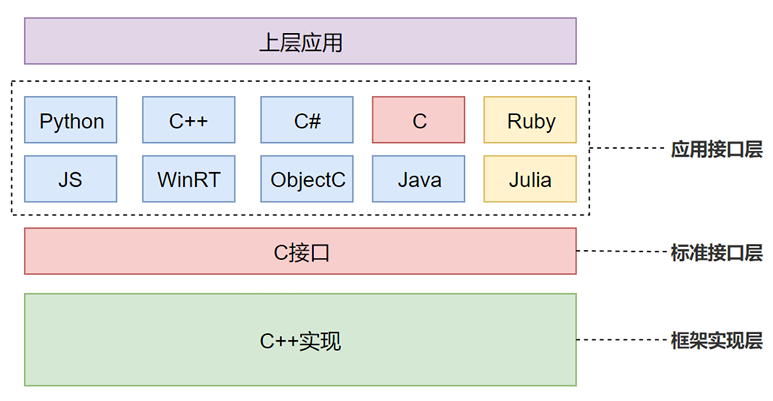 上层应用
Python C++ C# C Ruby
应用接口层
JS WinRT ObjectC Java Julia
C接口
标准接口层
C++实现
框架实现层